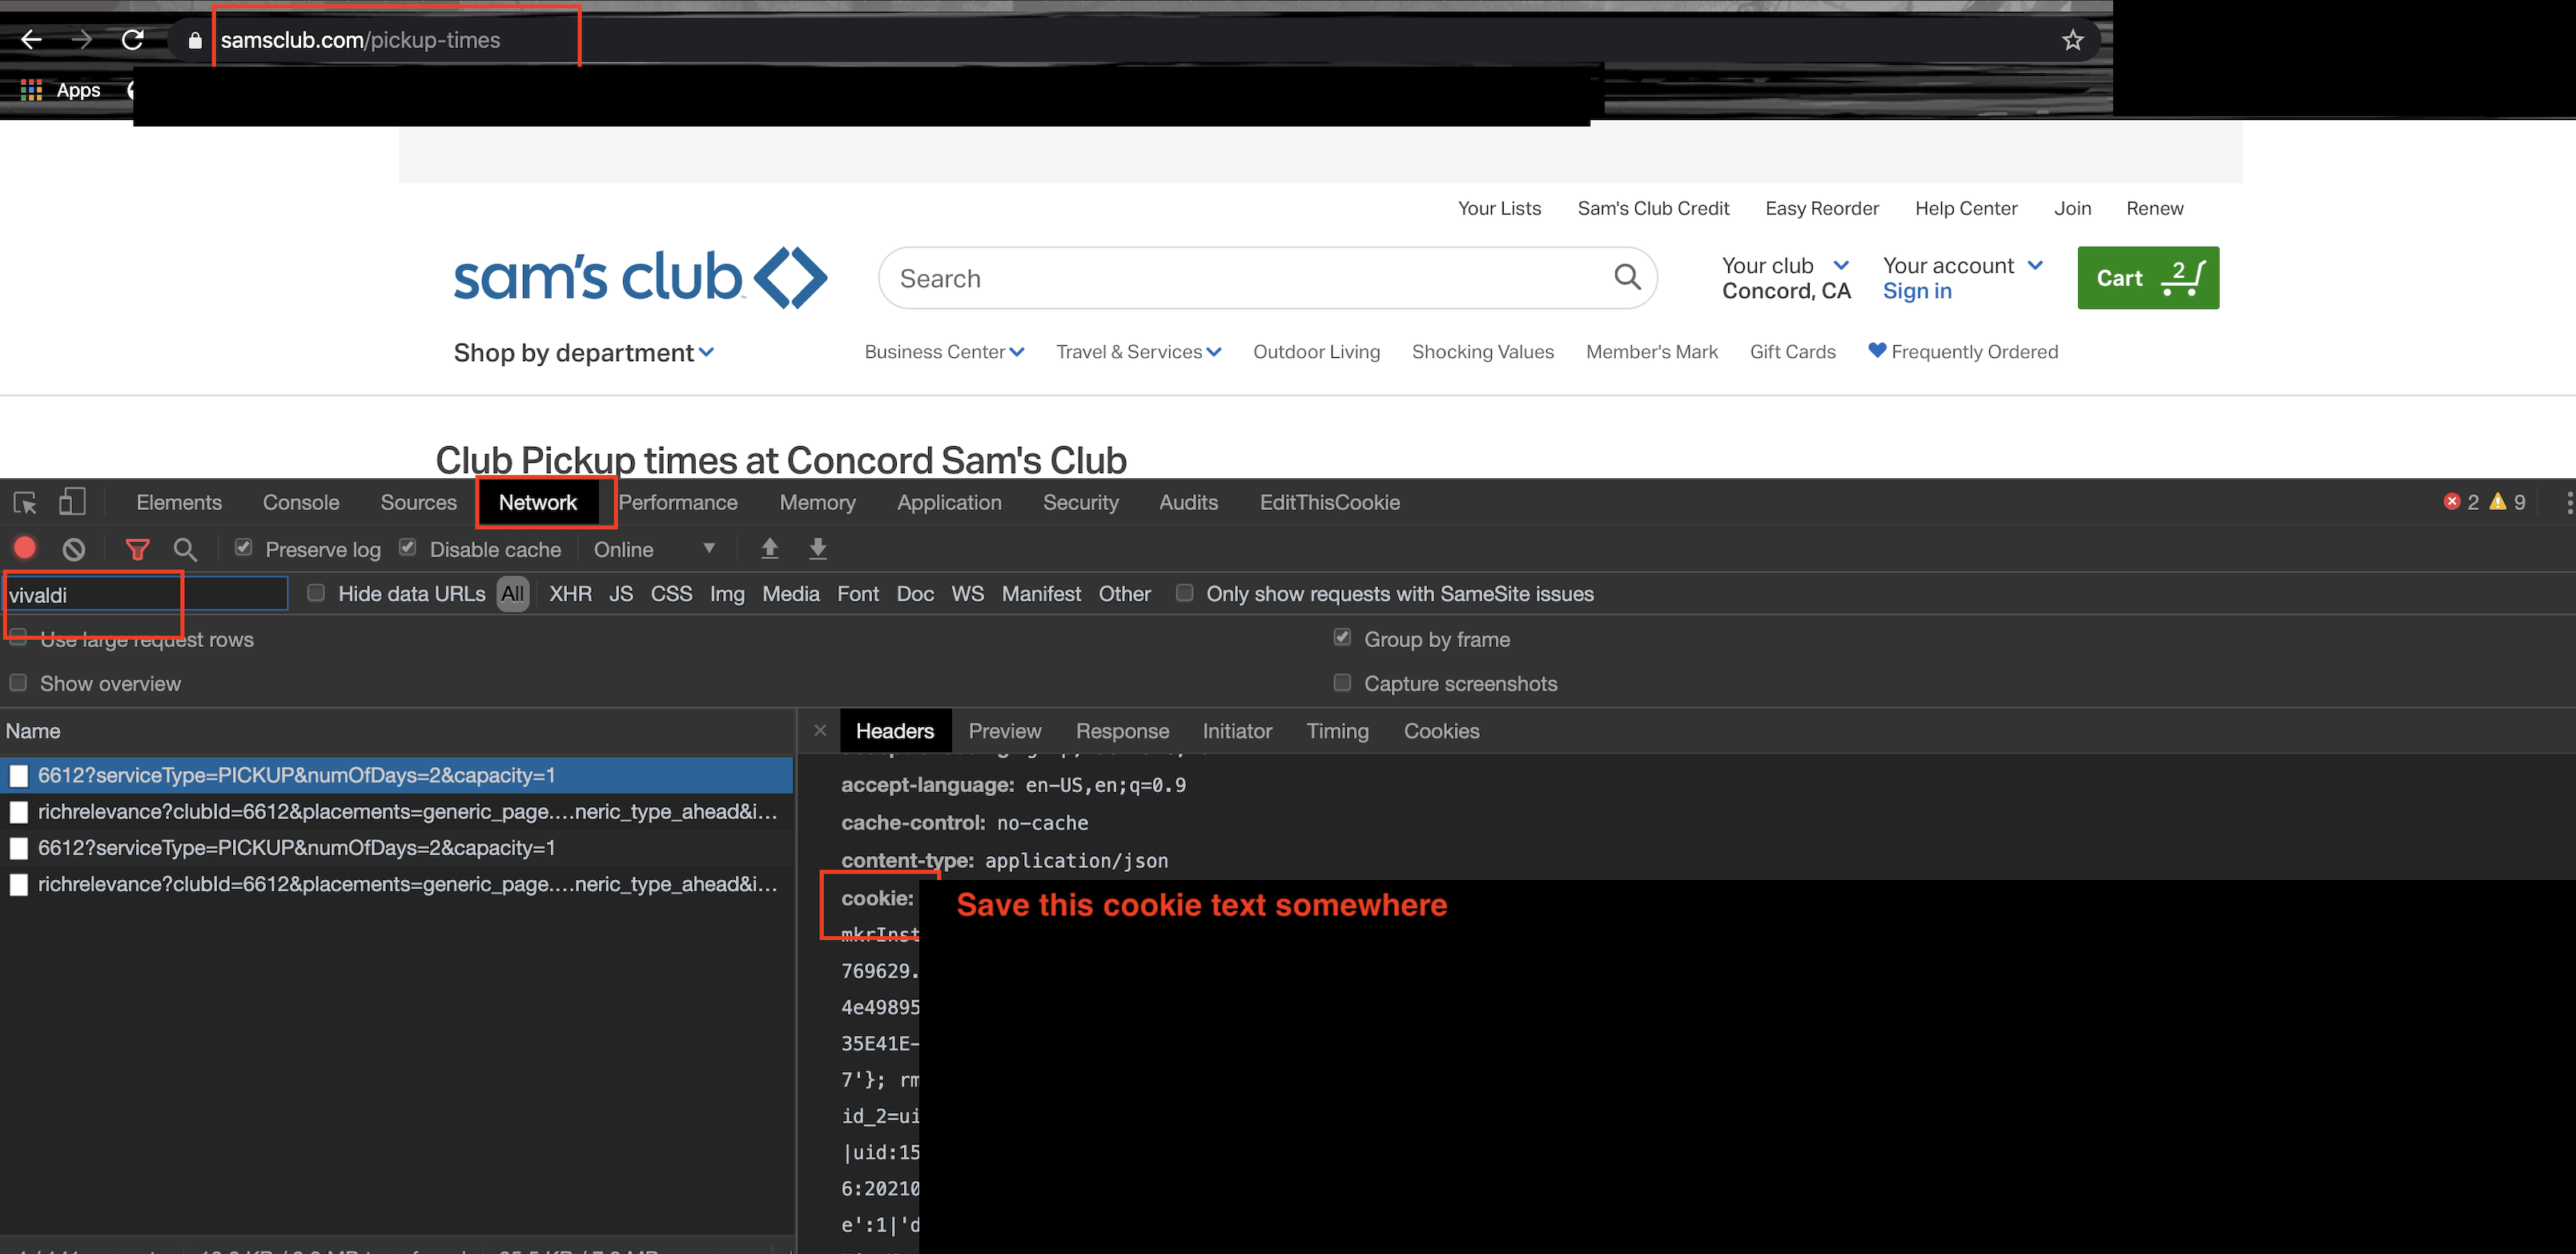 samsclub.com/pickup-times
Apps
Your Lists Sam's Club Credit Easy Reorder Help Center Join Renew
sam's club
Search
Your club
Concord, CA
Your account
Sign in
Cart 2
Shop by department
Business Center Travel & Services Outdoor Living Shocking Values Member's Mark Gift Cards Frequently Ordered
Club Pickup times at Concord Sam's Club
Elements Console Sources Network Performance Memory Application Security Audits EditThisCookie 2 9
Preserve log Disable cache Online
vivaldi Hide data URLs All XHR JS CSS Img Media Font Doc WS Manifest Other Only show requests with SameSite issues
Use large request rows Group by frame
Show overview Capture screenshots
Name
6612?serviceType=PICKUP&numOfDays=2&capacity=1
richrelevance?clubId=6612&placements=generic_page.…neric_type_ahead&i...
6612?serviceType=PICKUP&numOfDays=2&capacity=1
richrelevance?clubId=6612&placements=generic_page.…neric_type_ahead&i...
× Headers Preview Response Initiator Timing Cookies
accept-language: en-US,en;q=0.9
cache-control: no-cache
content-type: application/json
cookie: Save this cookie text somewhere
mkrInst
769629.
4e49895
35E41E-
7'}; rm
id_2=ui
|uid:15
6:20210
e':1|'d